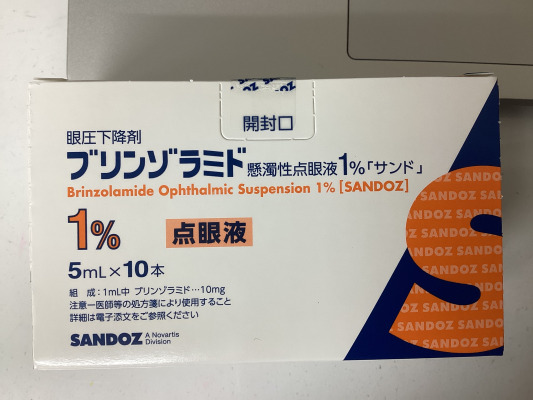 開封口
眼圧下降剤
ブリンゾラミド懸濁性点眼液1%「サンド」
Brinzolamide Ophthalmic Suspension 1% [SANDOZ]
1%
点眼液
5mL×10本
組 成:1mL中 ブリンゾラミド…10mg
注意−医師等の処方箋により使用すること
詳細は電子添文をご参照ください
SANDOZ A Novartis
Division